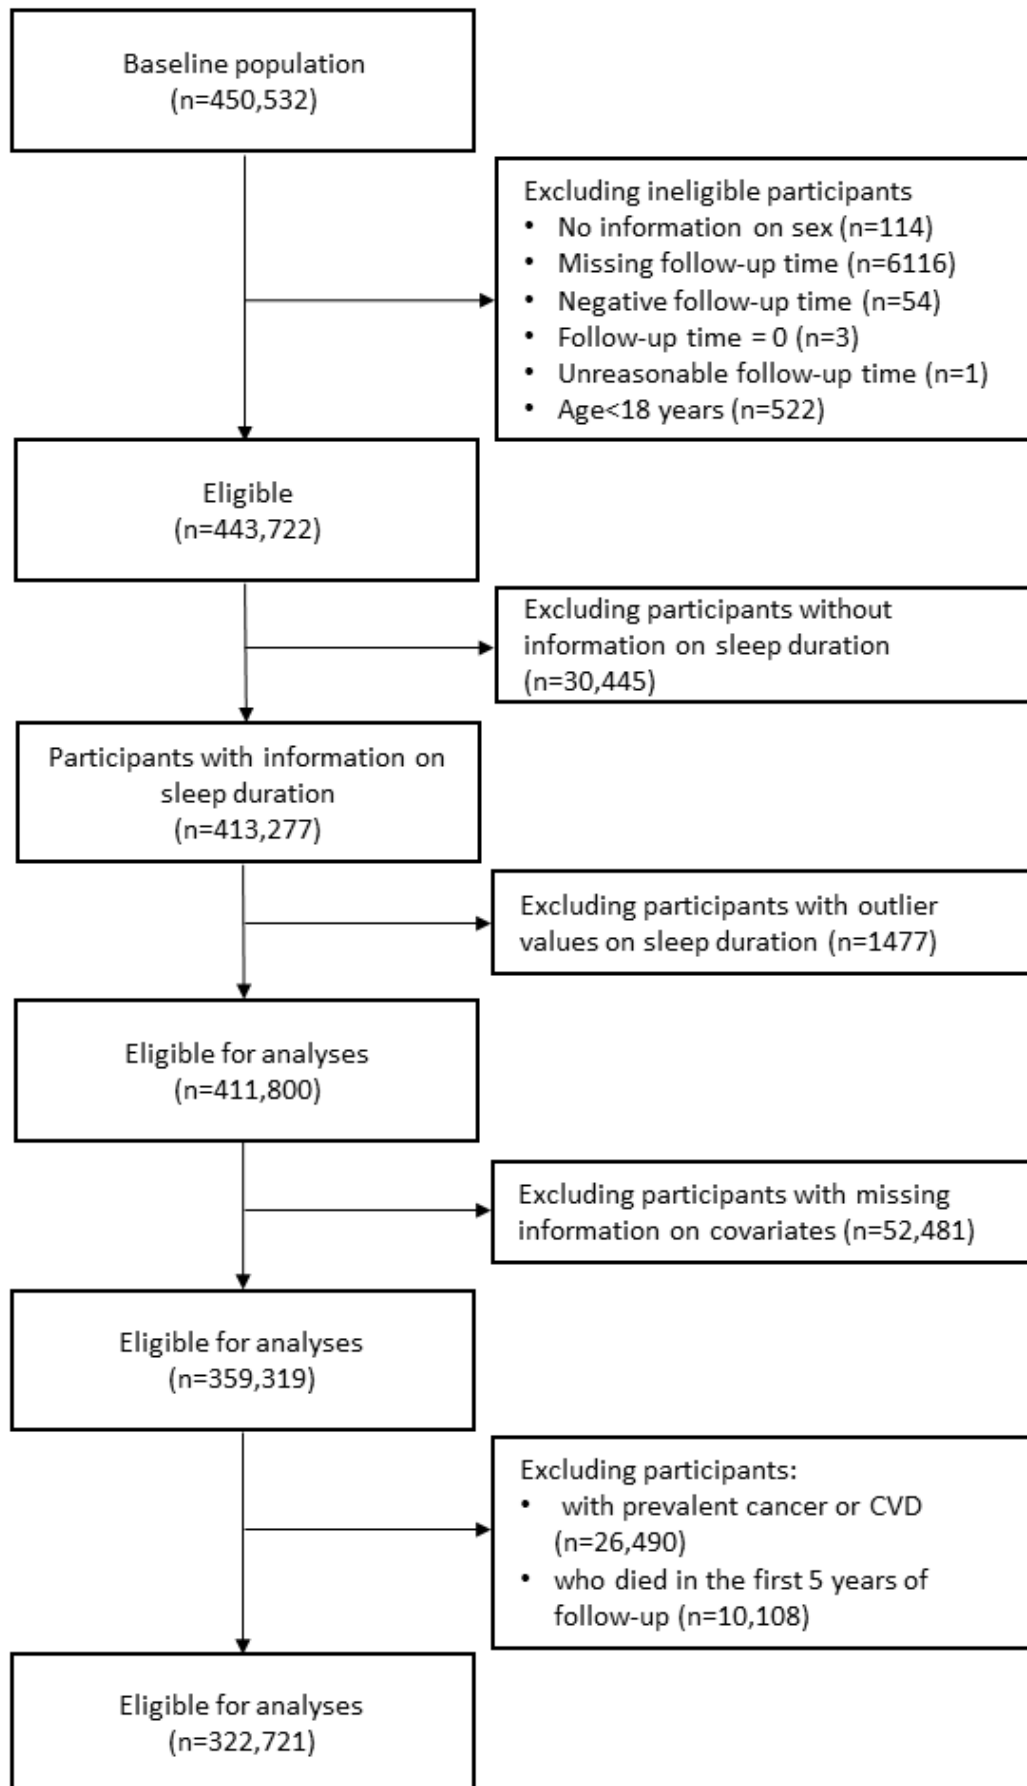 Baseline population
(n=450,532)
Excluding ineligible participants
• No information on sex (n=114)
• Missing follow-up time (n=6116)
• Negative follow-up time (n=54)
• Follow-up time = 0 (n=3)
• Unreasonable follow-up time (n=1)
• Age<18 years (n=522)
Eligible
(n=443,722)
Excluding participants without
information on sleep duration
(n=30,445)
Participants with information on
sleep duration
(n=413,277)
Excluding participants with outlier
values on sleep duration (n=1477)
Eligible for analyses
(n=411,800)
Excluding participants with missing
information on covariates (n=52,481)
Eligible for analyses
(n=359,319)
Excluding participants:
• with prevalent cancer or CVD
(n=26,490)
• who died in the first 5 years of
follow-up (n=10,108)
Eligible for analyses
(n=322,721)